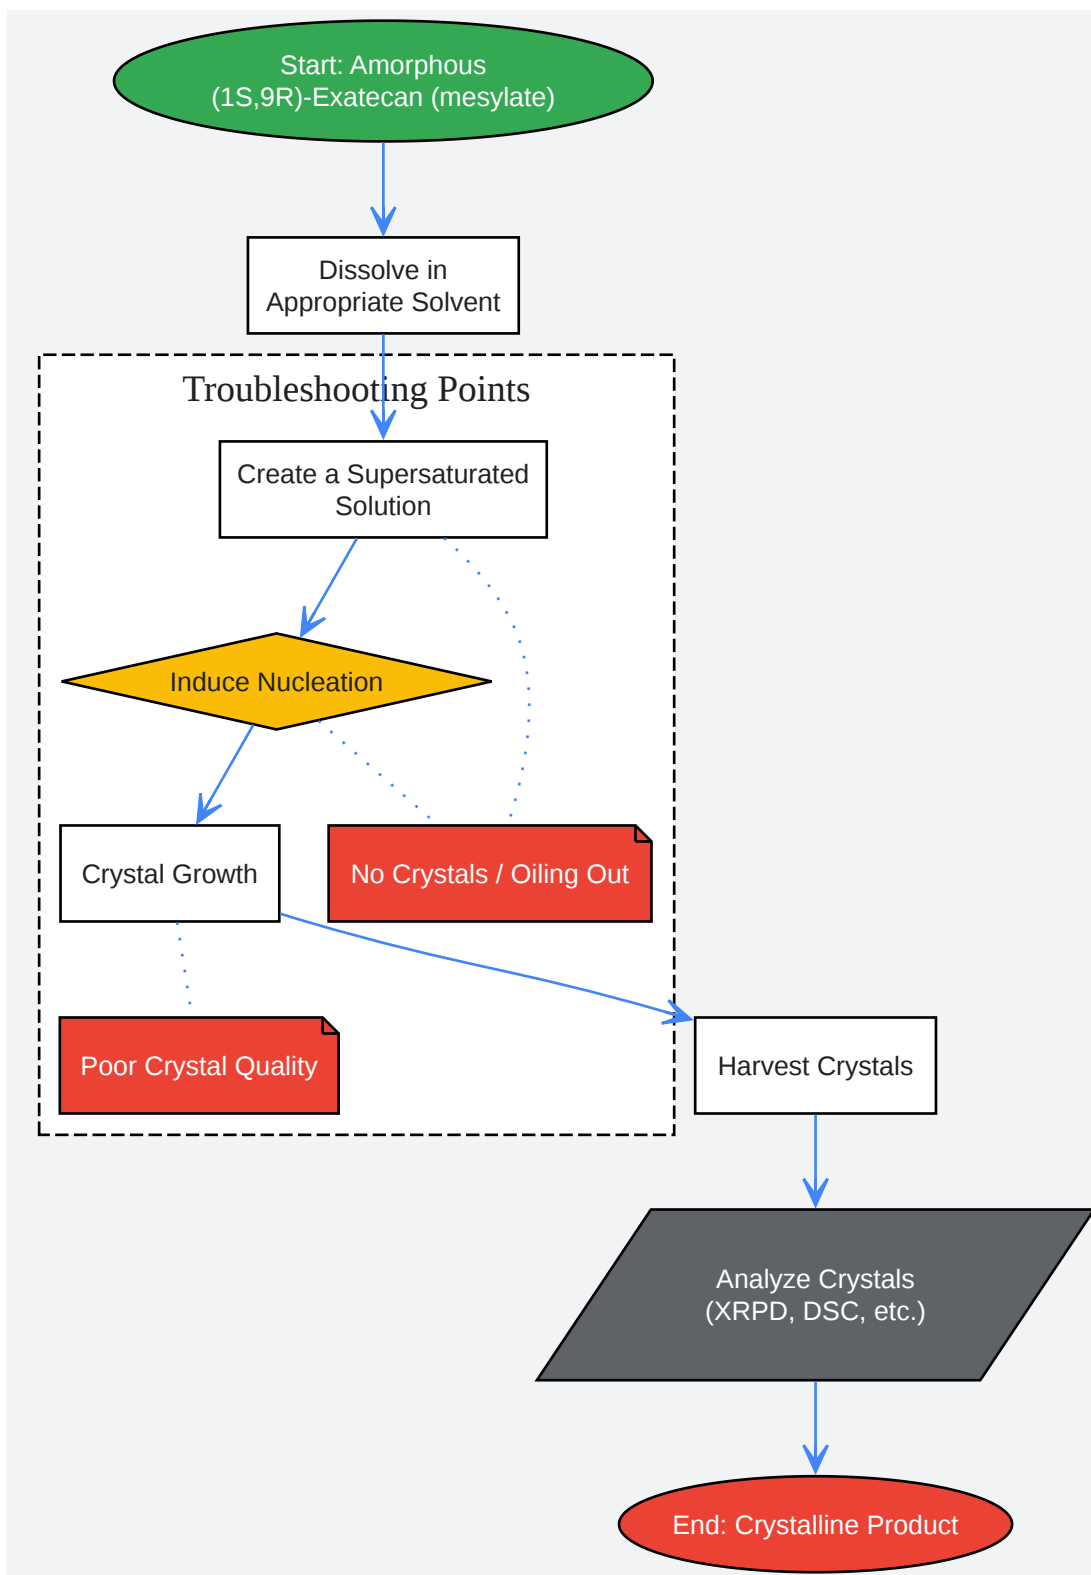 Start: Amorphous
(1S,9R)-Exatecan (mesylate)
Dissolve in
Appropriate Solvent
Troubleshooting Points
Create a Supersaturated
Solution
Induce Nucleation
Crystal Growth
No Crystals / Oiling Out
Poor Crystal Quality
Harvest Crystals
Analyze Crystals
(XRPD, DSC, etc.)
End: Crystalline Product